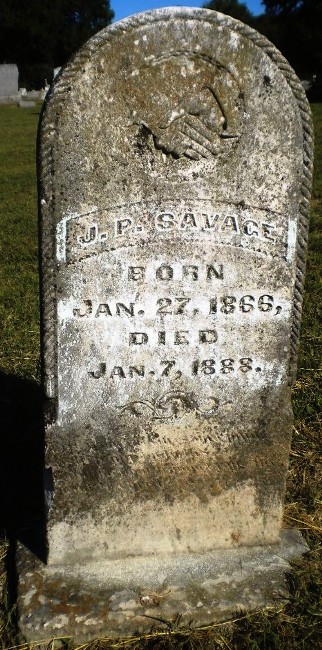 J. P. SAVAGE
BORN
JAN. 27, 1866,
DIED
JAN. 7, 1888.